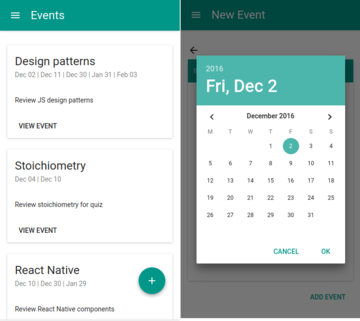 Events
Design patterns
Dec 02 | Dec 11 | Dec 30 | Jan 31 | Feb 03
Review JS design patterns
VIEW EVENT
Stoichiometry
Dec 04 | Dec 10
Review stoichiometry for quiz
VIEW EVENT
React Native
Dec 10 | Dec 30 | Jan 29
Review React Native components
+
New Event
2016
Fri, Dec 2
December 2016
M T W T F S S
1 2 3 4
5 6 7 8 9 10 11
12 13 14 15 16 17 18
19 20 21 22 23 24 25
26 27 28 29 30 31
CANCEL OK
ADD EVENT